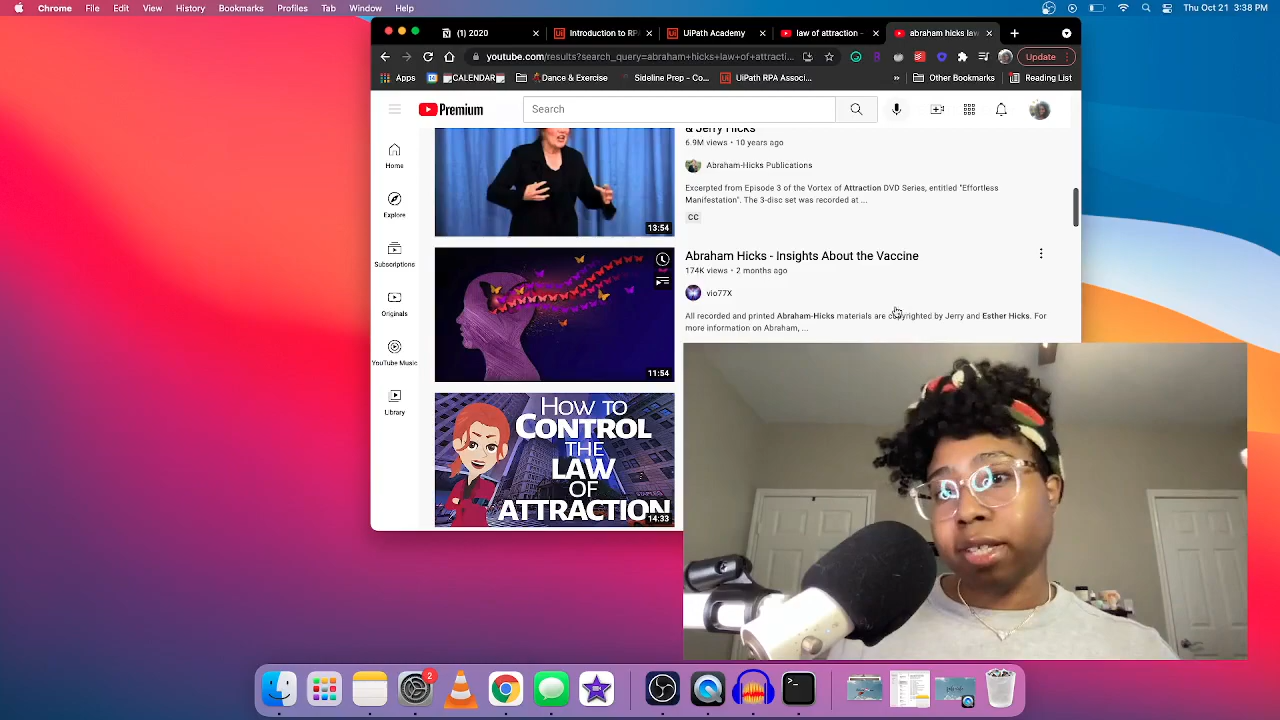 Chrome File Edit View History Bookmarks Profiles Tab Window Help Thu Oct 21 3:38 PM
(1) 2020 Introduction to RP UiPath Academy law of attraction - abraham hicks law
youtube.com/results?search_query=abraham+hicks+law+of+attracti... Update
Apps CALENDAR Dance & Exercise Sideline Prep - Co... UiPath RPA Associ... » Other Bookmarks Reading List
Premium Search
& Jerry Hicks
6.9M views • 10 years ago
Abraham-Hicks Publications
Excerpted from Episode 3 of the Vortex of Attraction DVD Series, entitled "Effortless
Manifestation". The 3-disc set was recorded at ...
CC
13:54
Home
Explore
Subscriptions
Originals
YouTube Music
Library
Abraham Hicks - Insights About the Vaccine
174K views • 2 months ago
vio77X
All recorded and printed Abraham-Hicks materials are copyrighted by Jerry and Esther Hicks. For
more information on Abraham, ...
11:54
HOW TO
CONTROL
THE
LAW
OF
ATTRACTION
14:33
2